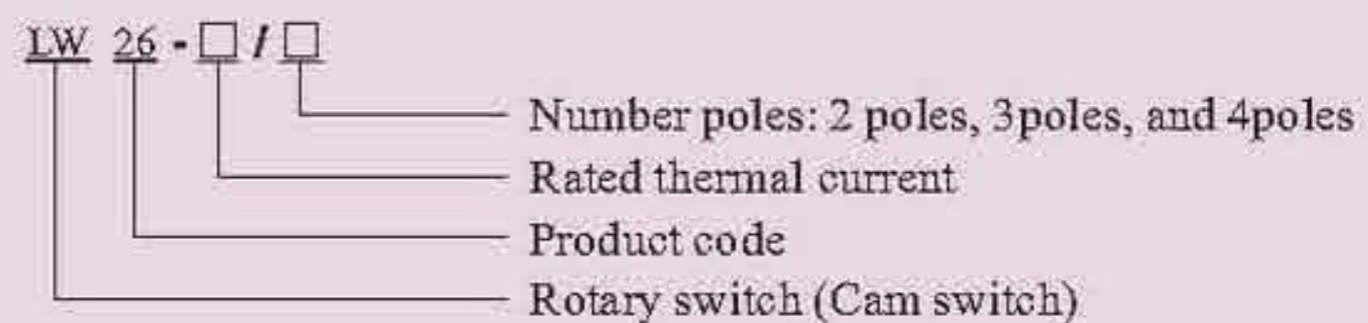 LW 26 - □ / □
Number poles: 2 poles, 3poles, and 4poles
Rated thermal current
Product code
Rotary switch (Cam switch)